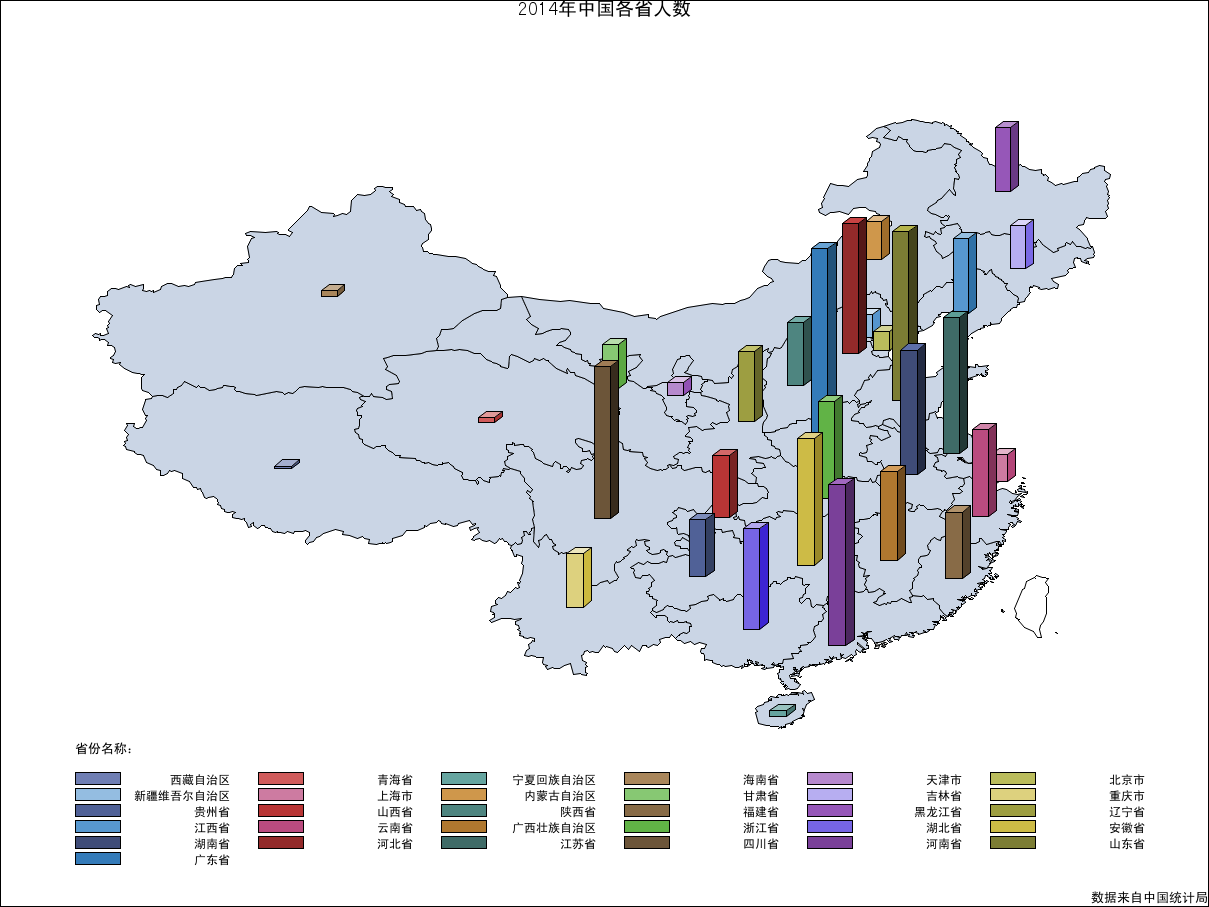 2014年中国各省人数
省份名称:
西藏自治区 青海省 宁夏回族自治区 海南省 天津市 北京市
新疆维吾尔自治区 上海市 内蒙古自治区 甘肃省 吉林省 重庆市
贵州省 山西省 陕西省 福建省 黑龙江省 辽宁省
江西省 云南省 广西壮族自治区 浙江省 湖北省 安徽省
湖南省 河北省 江苏省 四川省 河南省 山东省
广东省
数据来自中国统计局